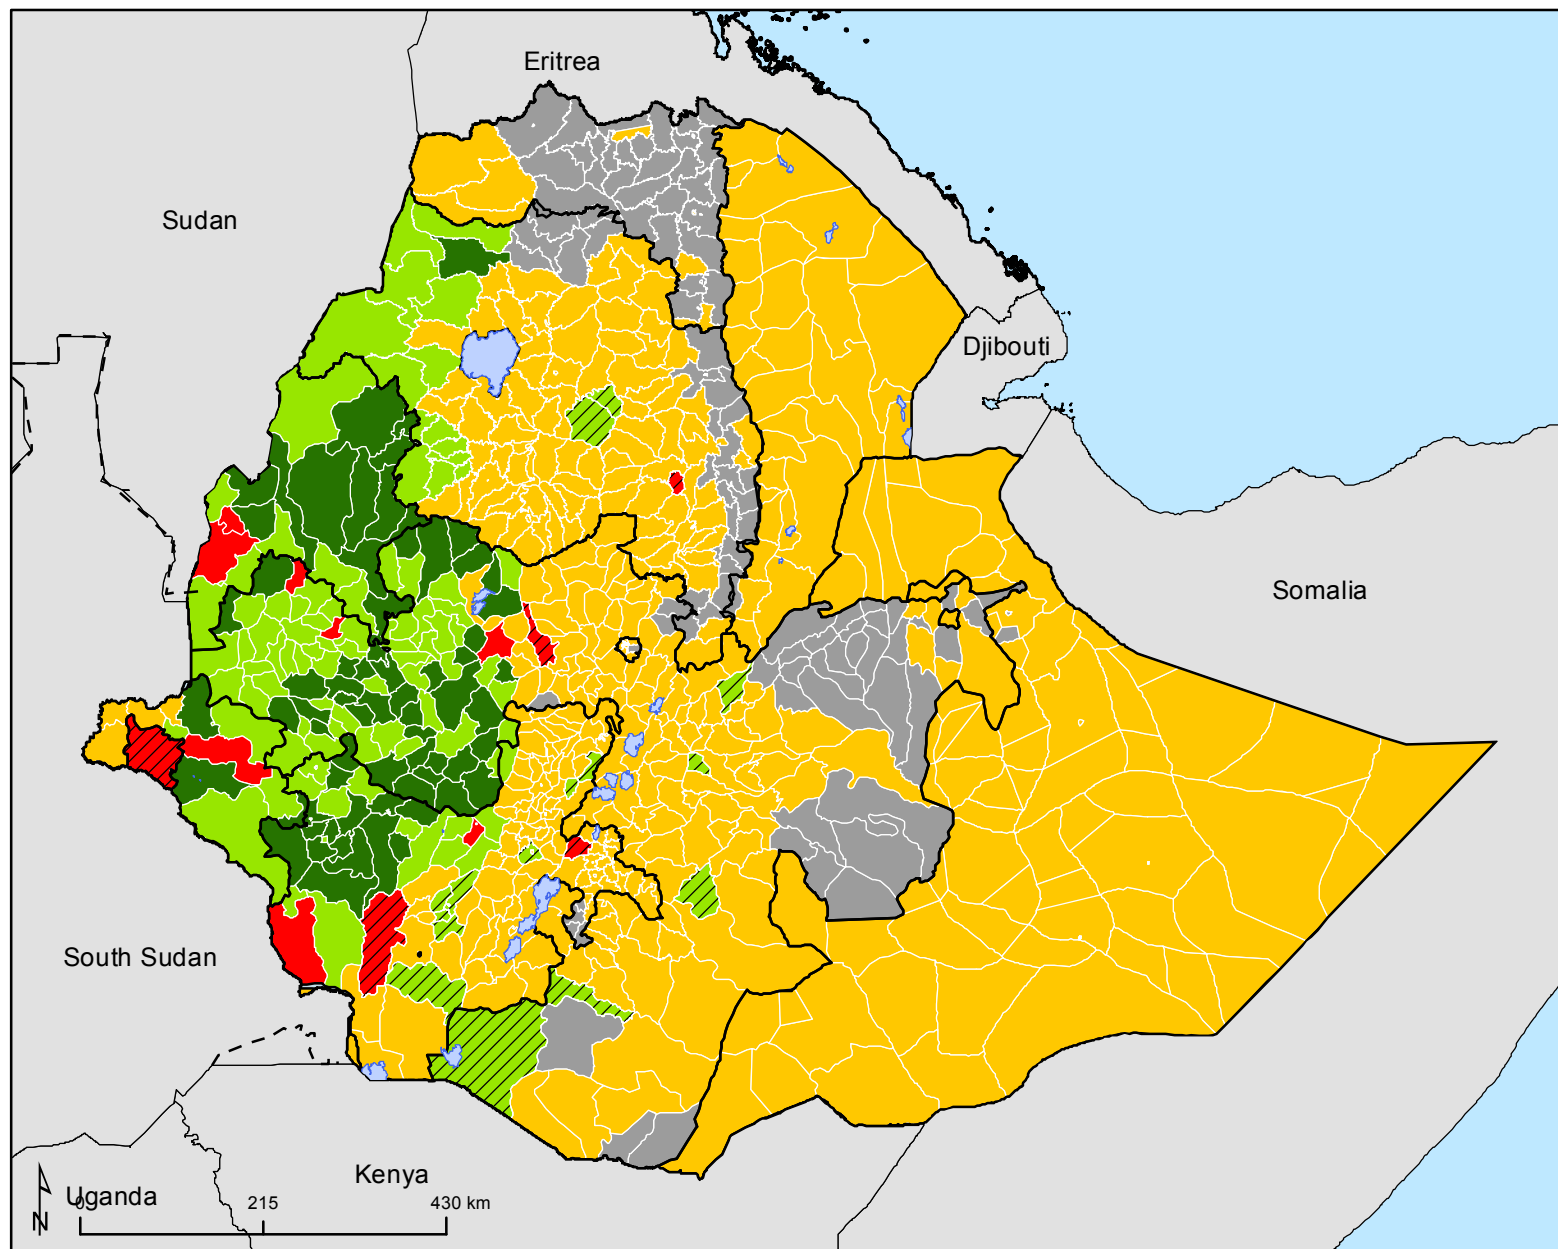 Eritrea
Sudan
Djibouti
Somalia
South Sudan
Kenya
Uganda
0 215 430 km
N